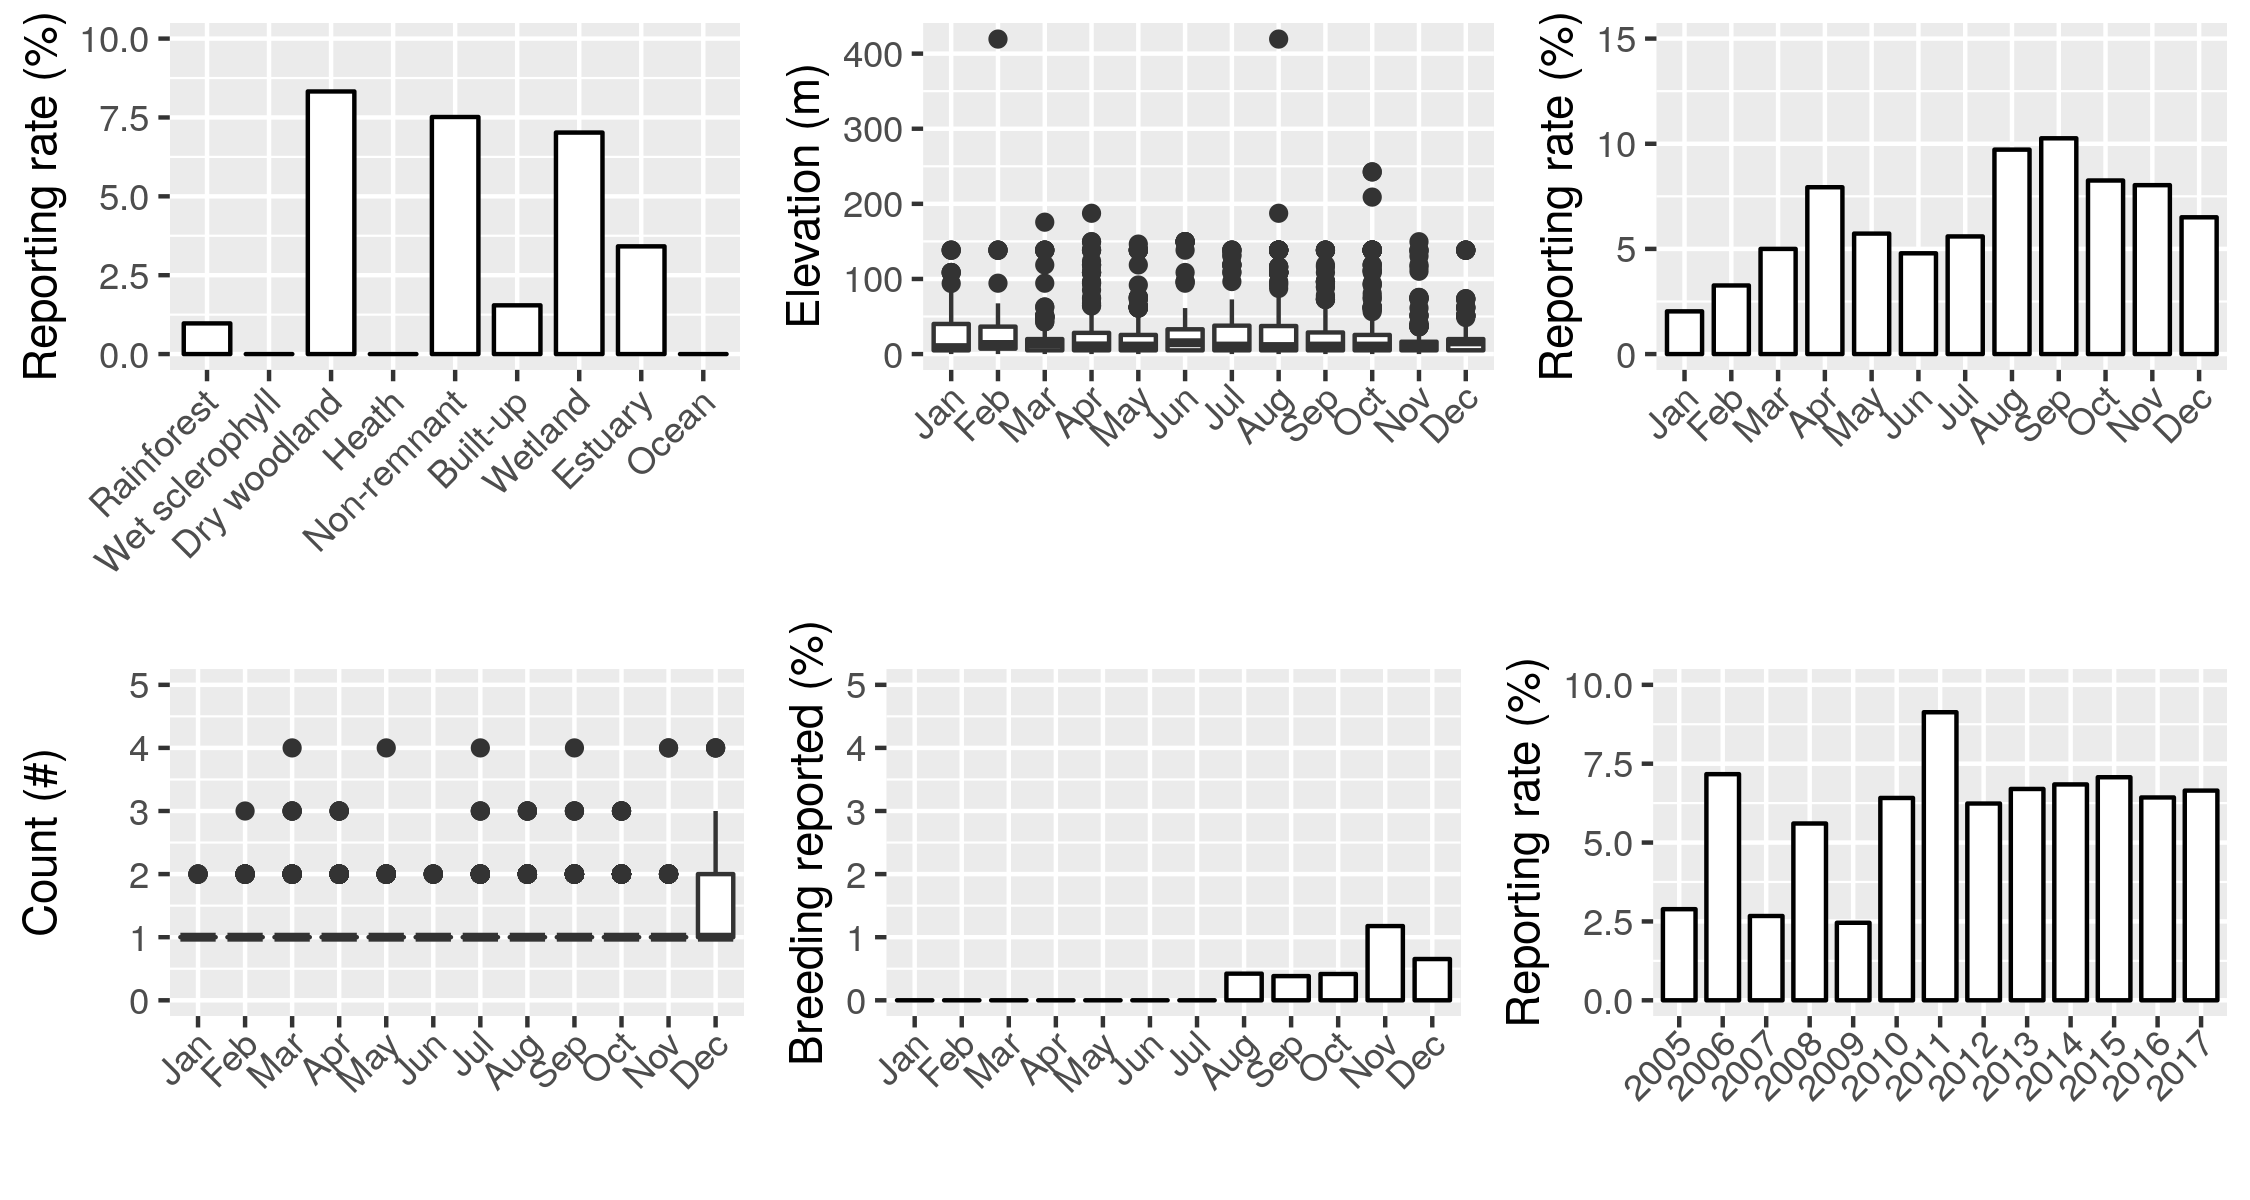 Reporting rate (%)
10.0
7.5
5.0
2.5
0.0
Rainforest
Wet sclerophyll
Dry woodland
Heath
Non-remnant
Built-up
Wetland
Estuary
Ocean
Elevation (m)
400
300
200
100
0
Jan
Feb
Mar
Apr
May
Jun
Jul
Aug
Sep
Oct
Nov
Dec
Reporting rate (%)
15
10
5
0
Jan
Feb
Mar
Apr
May
Jun
Jul
Aug
Sep
Oct
Nov
Dec
Count (#)
5
4
3
2
1
0
Jan
Feb
Mar
Apr
May
Jun
Jul
Aug
Sep
Oct
Nov
Dec
Breeding reported (%)
5
4
3
2
1
0
Jan
Feb
Mar
Apr
May
Jun
Jul
Aug
Sep
Oct
Nov
Dec
Reporting rate (%)
10.0
7.5
5.0
2.5
0.0
2005
2006
2007
2008
2009
2010
2011
2012
2013
2014
2015
2016
2017